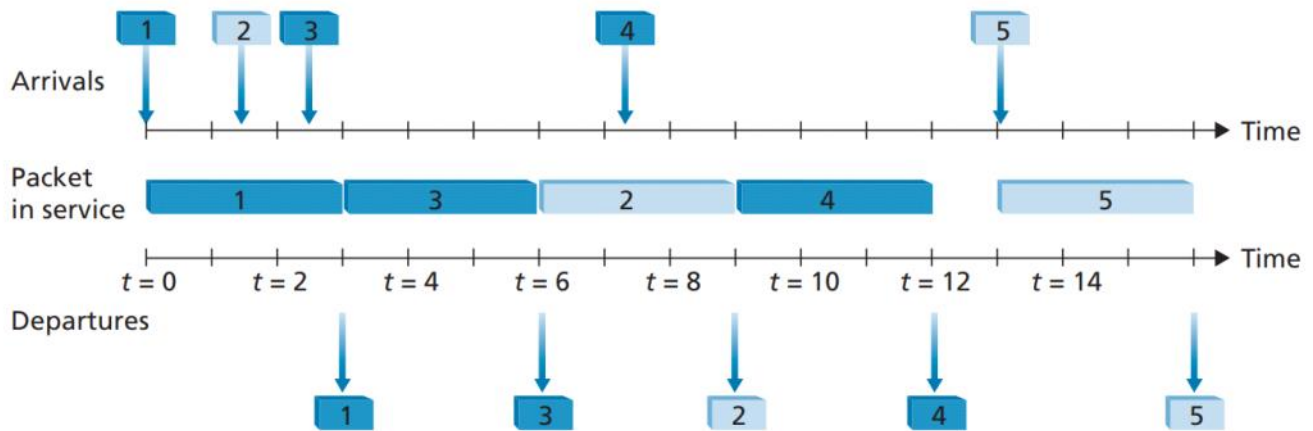 1 2 3 4 5
Arrivals
Time
Packet
in service
1 3 2 4 5
Time
t = 0 t = 2 t = 4 t = 6 t = 8 t = 10 t = 12 t = 14
Departures
1 3 2 4 5